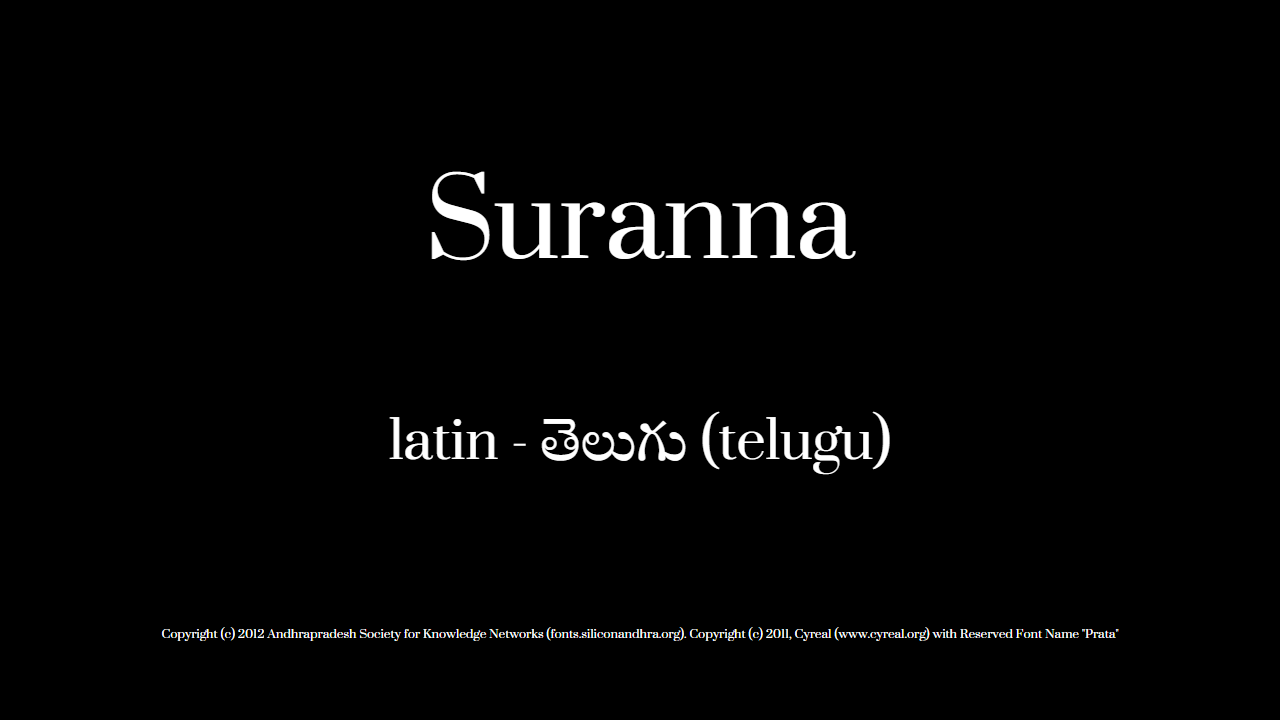 Suranna
latin - తెలుగు (telugu)
Copyright (c) 2012 Andhrapradesh Society for Knowledge Networks (fonts.siliconandhra.org). Copyright (c) 2011, Cyreal (www.cyreal.org) with Reserved Font Name "Prata"